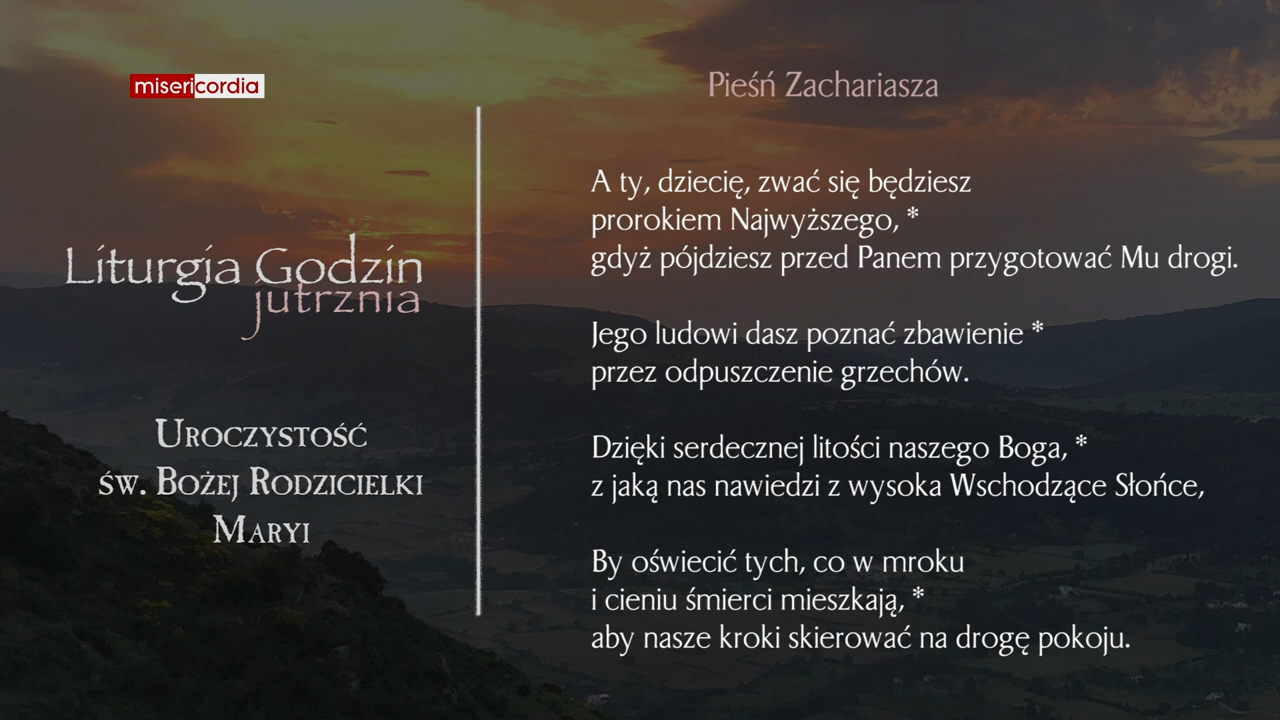 misericordia
Liturgia Godzin
jutrznia
Uroczystość
św. Bożej Rodzicielki
Maryi
Pieśń Zachariasza
A ty, dziecię, zwać się będziesz
prorokiem Najwyższego, *
gdyż pójdziesz przed Panem przygotować Mu drogi.
Jego ludowi dasz poznać zbawienie *
przez odpuszczenie grzechów.
Dzięki serdecznej litości naszego Boga, *
z jaką nas nawiedzi z wysoka Wschodzące Słońce,
By oświecić tych, co w mroku
i cieniu śmierci mieszkają, *
aby nasze kroki skierować na drogę pokoju.